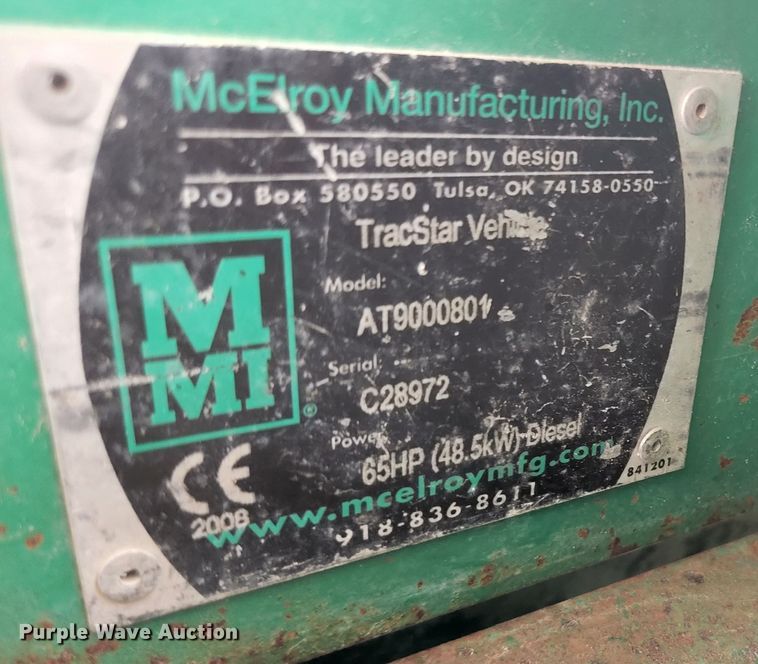 McElroy Manufacturing, Inc.
The leader by design
P.O. Box 580550 Tulsa, OK 74158-0550
TracStar Vehicle
Model:
AT9000801
Serial:
C28972
Power:
65HP (48.5kW) Diesel
M
MI
®
CE
2008
www.mcelroymfg.com
918-836-8611
841201
Purple Wave Auction